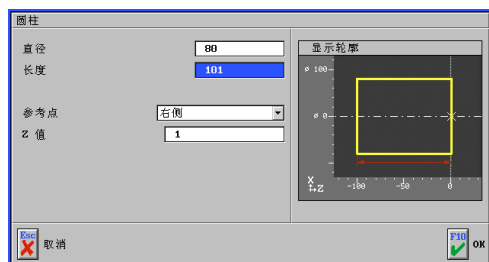 圆柱
直径 80
长度 101
参考点 右侧
Z 值 1
显示轮廓
ø 100
ø 0
X
Z
-100 -50 0
Esc 取消
F10 OK